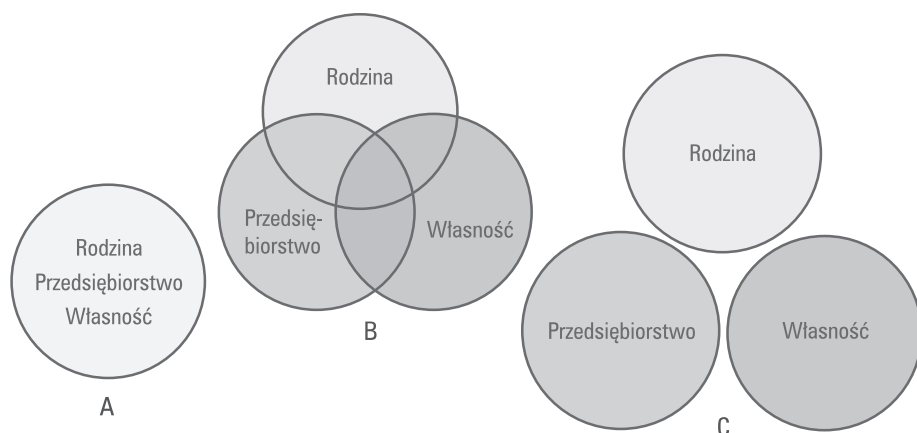 Rodzina
Przedsiębiorstwo
Własność
A
Rodzina
Przedsię-
biorstwo
Własność
B
Rodzina
Przedsiębiorstwo
Własność
C